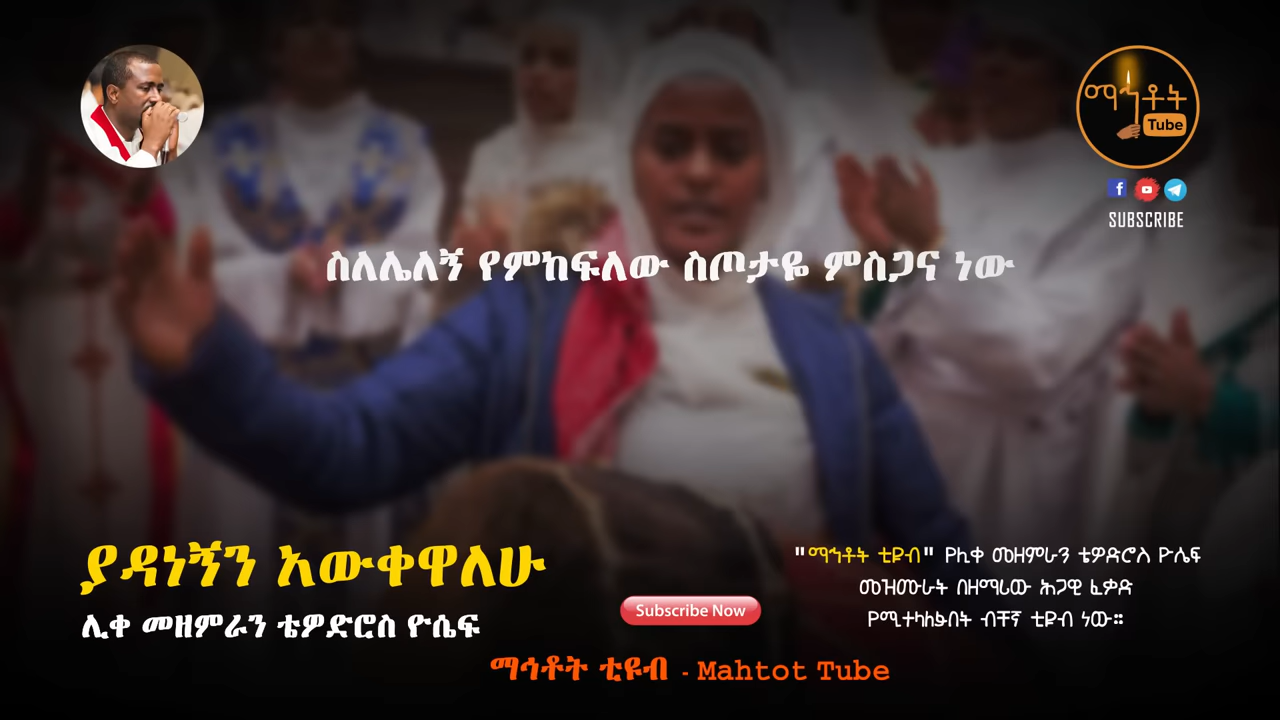 ማኅቶት
Tube
SUBSCRIBE
ስለሌለኝ የምከፍለው ስጦታዬ ምስጋና ነው
ያዳነኝን አውቀዋለሁ
ሊቀ መዘምራን ቴዎድሮስ ዮሴፍ
Subscribe Now
"ማኅቶት ቲዩብ" የሊቀ መዘምራን ቴዎድሮስ ዮሴፍ
መዝሙራት በዘማሪው ሕጋዊ ፈቃድ
የሚተላለፉበት ብቸኛ ቲዩብ ነው።
ማኅቶት ቲዩብ - Mahtot Tube